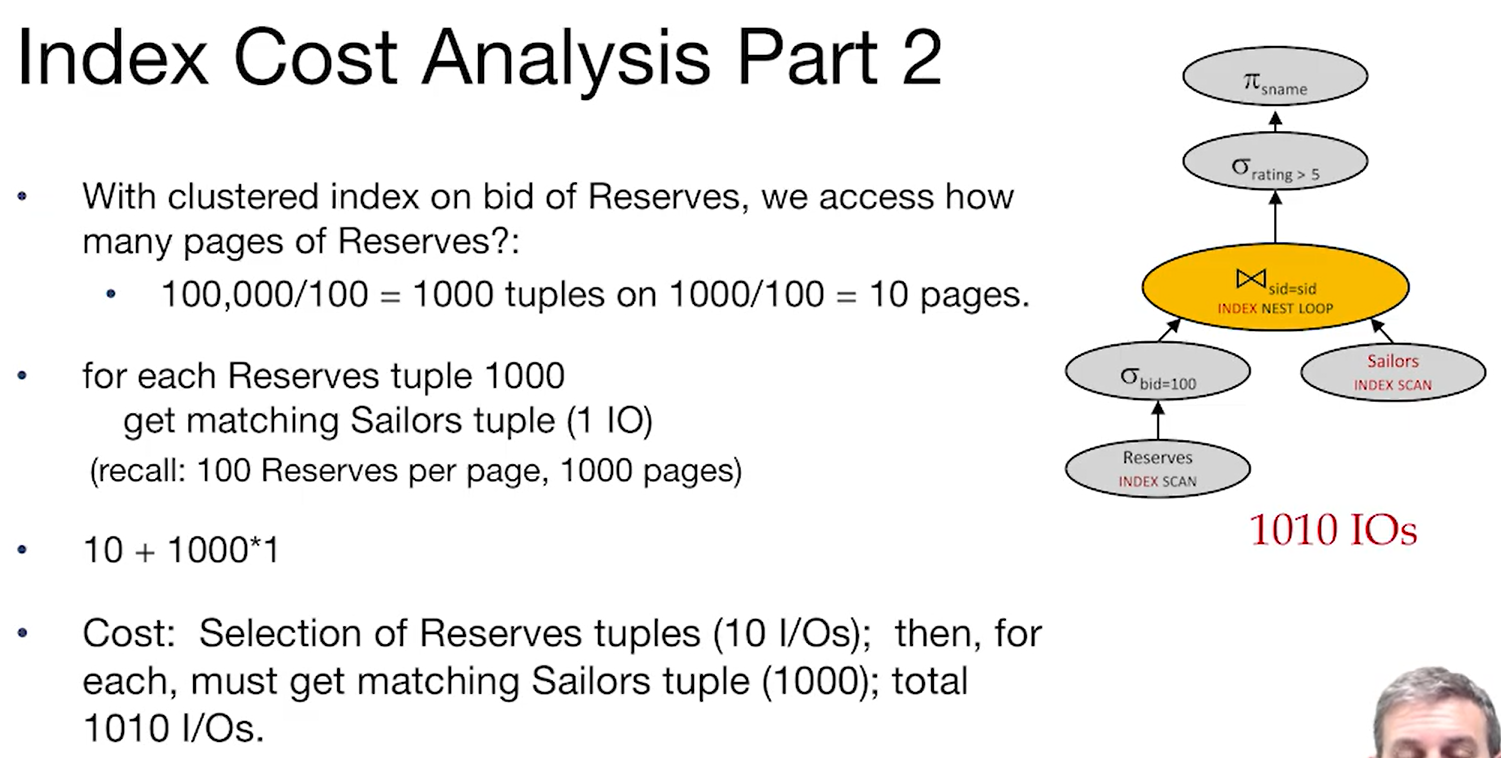 Index Cost Analysis Part 2
• With clustered index on bid of Reserves, we access how
many pages of Reserves?:
• 100,000/100 = 1000 tuples on 1000/100 = 10 pages.
• for each Reserves tuple 1000
get matching Sailors tuple (1 IO)
(recall: 100 Reserves per page, 1000 pages)
• 10 + 1000*1
• Cost: Selection of Reserves tuples (10 I/Os); then, for
each, must get matching Sailors tuple (1000); total
1010 I/Os.
π sname
σ rating > 5
⋈ sid=sid
INDEX NEST LOOP
σ bid=100
Sailors
INDEX SCAN
Reserves
INDEX SCAN
1010 IOs